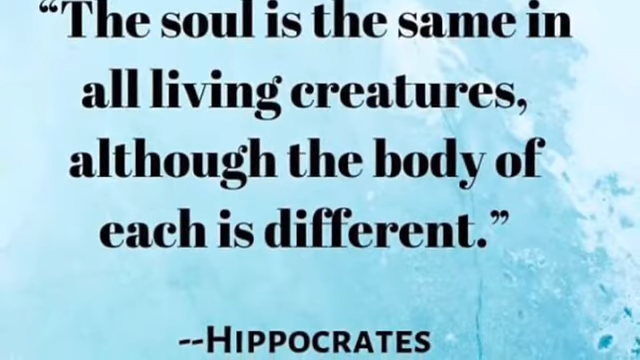 “The soul is the same in
all living creatures,
although the body of
each is different.”
--HIPPOCRATES